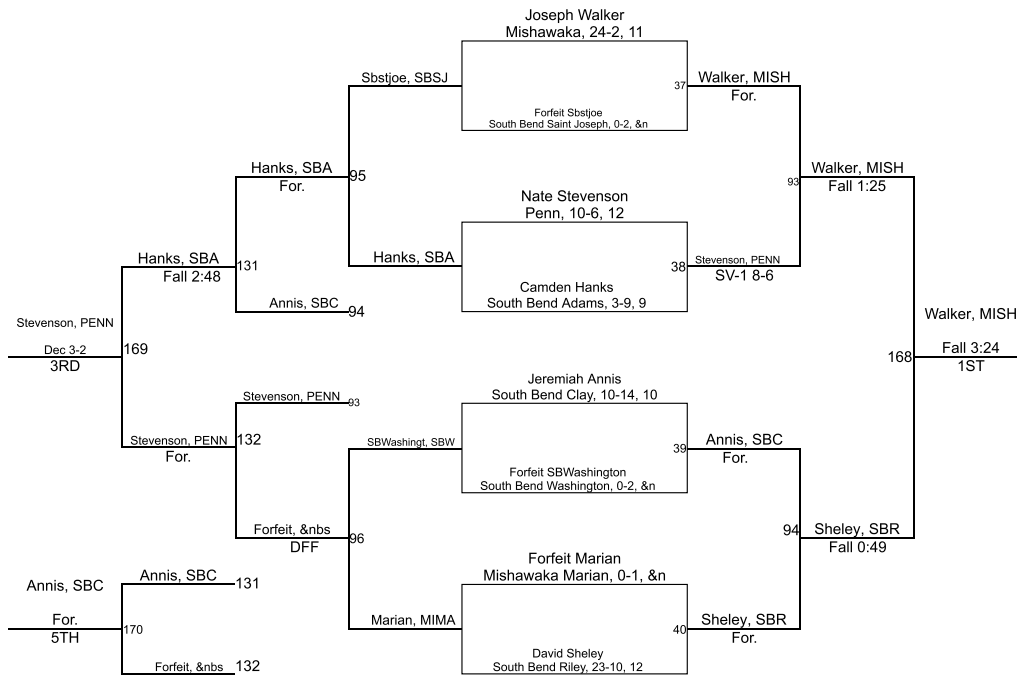 Joseph Walker
Mishawaka, 24-2, 11
Sbstjoe, SBSJ
37
Walker, MISH
For.
Forfeit Sbstjoe
South Bend Saint Joseph, 0-2, &n
Hanks, SBA
For.
95
93
Walker, MISH
Fall 1:25
Nate Stevenson
Penn, 10-6, 12
Hanks, SBA
Fall 2:48
131
Hanks, SBA
38
Stevenson, PENN
SV-1 8-6
Camden Hanks
South Bend Adams, 3-9, 9
Annis, SBC
94
Stevenson, PENN
Dec 3-2
3RD
169
Walker, MISH
168
Fall 3:24
1ST
Jeremiah Annis
South Bend Clay, 10-14, 10
Stevenson, PENN
93
Stevenson, PENN
For.
132
SBWashingt, SBW
39
Annis, SBC
For.
Forfeit SBWashington
South Bend Washington, 0-2, &n
Forfeit, &nbs
DFF
96
94
Sheley, SBR
Fall 0:49
Forfeit Marian
Mishawaka Marian, 0-1, &n
Annis, SBC
Annis, SBC
131
For.
5TH
170
Marian, MIMA
40
Sheley, SBR
For.
David Sheley
South Bend Riley, 23-10, 12
Forfeit, &nbs
132